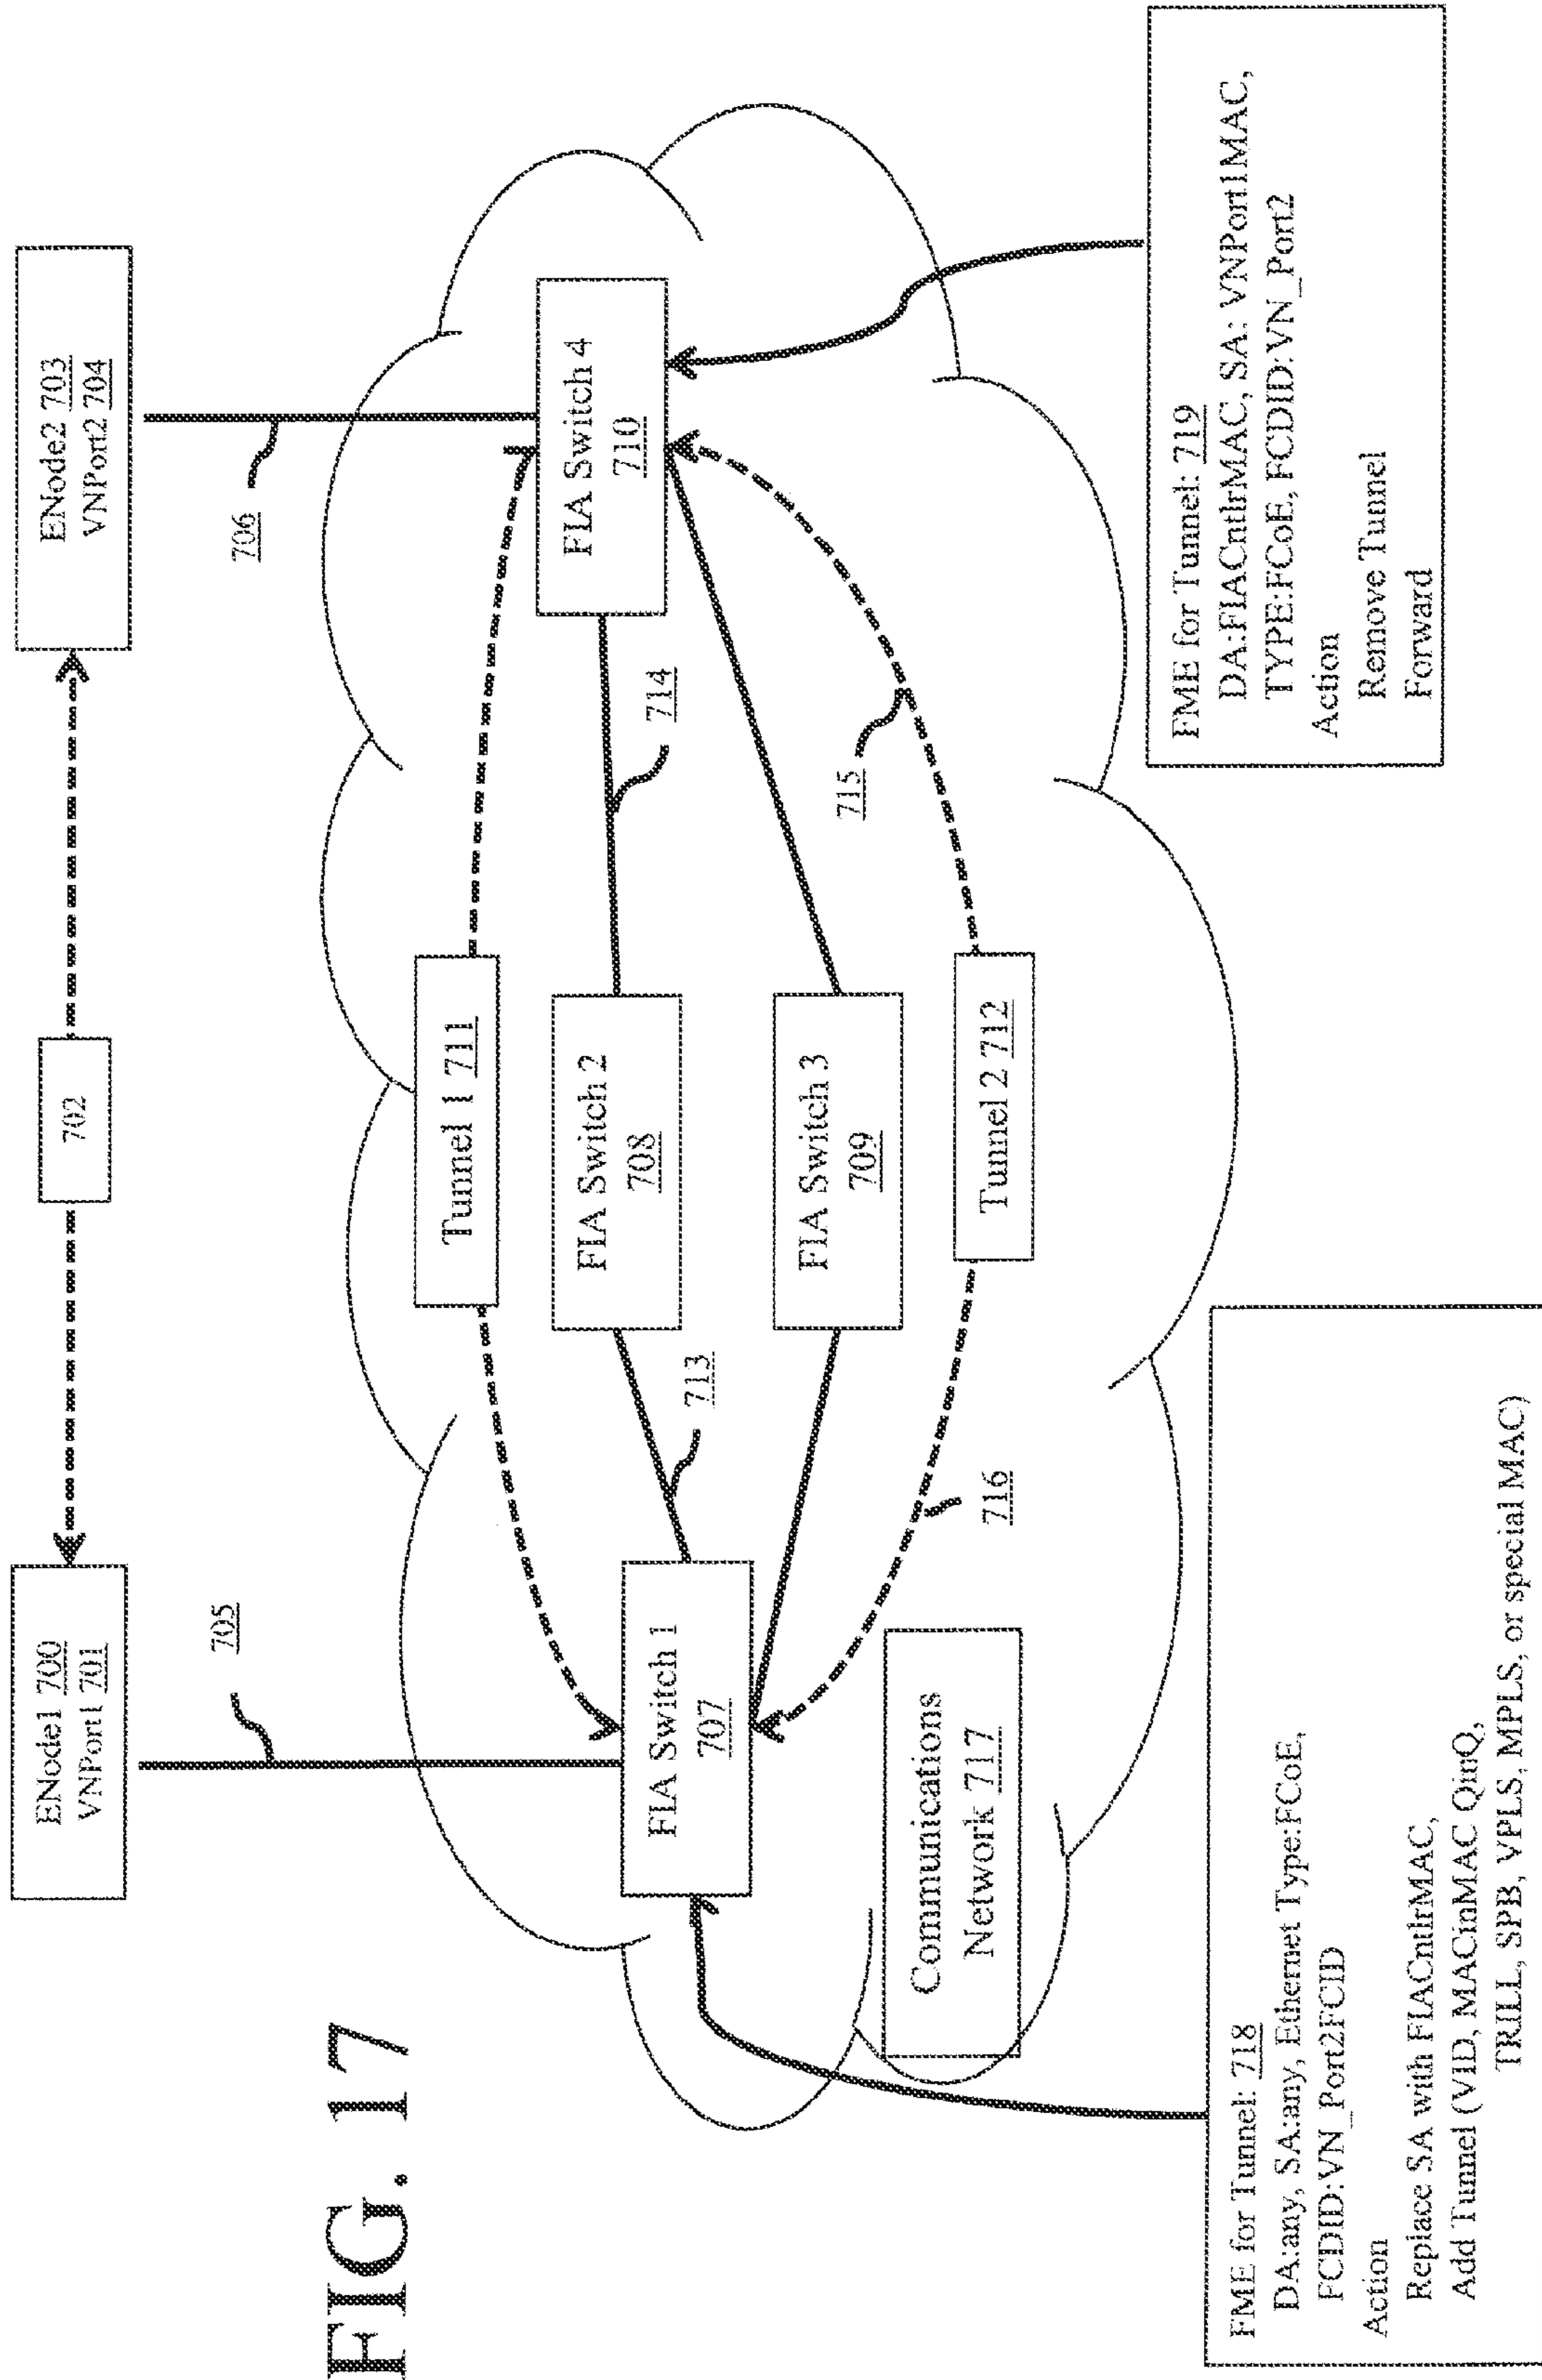 FIG. 17
ENode1 700
VNPort1 701
702
ENode2 703
VNPort2 704
705
706
Tunnel 1 711
FIA Switch 4
710
FIA Switch 2
708
714
FIA Switch 1
707
713
FIA Switch 3
709
715
716
Tunnel 2 712
Communications
Network 717
FME for Tunnel: 718
DA:any, SA:any, Ethernet Type:FCoE,
FCDID:VN_Port2FCID
Action
Replace SA with FIACntlrMAC,
Add Tunnel (VID, MACinMAC QinQ,
TRILL, SPB, VPLS, MPLS, or special MAC)
FME for Tunnel: 719
DA:FIACntlrMAC, SA: VNPort1MAC,
TYPE:FCoE, FCDID:VN_Port2
Action
Remove Tunnel
Forward